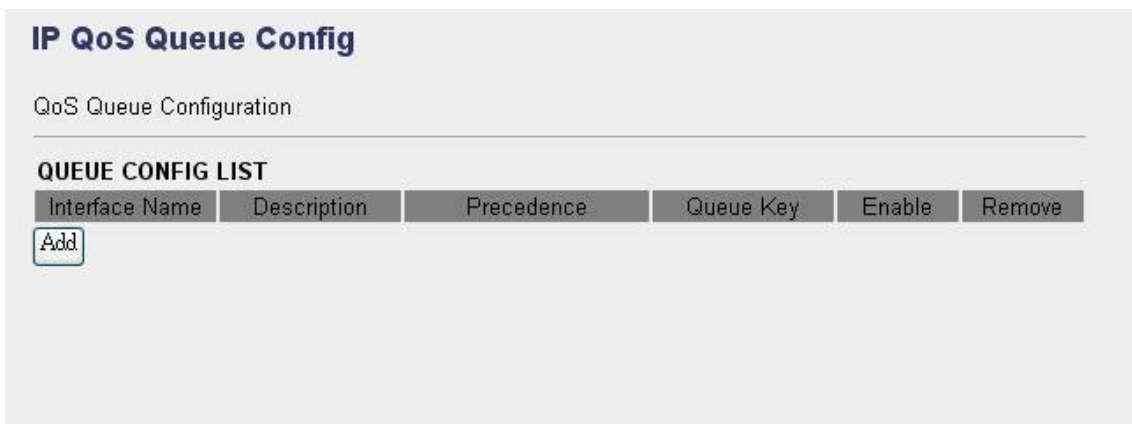 IP QoS Queue Config
QoS Queue Configuration
QUEUE CONFIG LIST
Interface Name Description Precedence Queue Key Enable Remove
Add